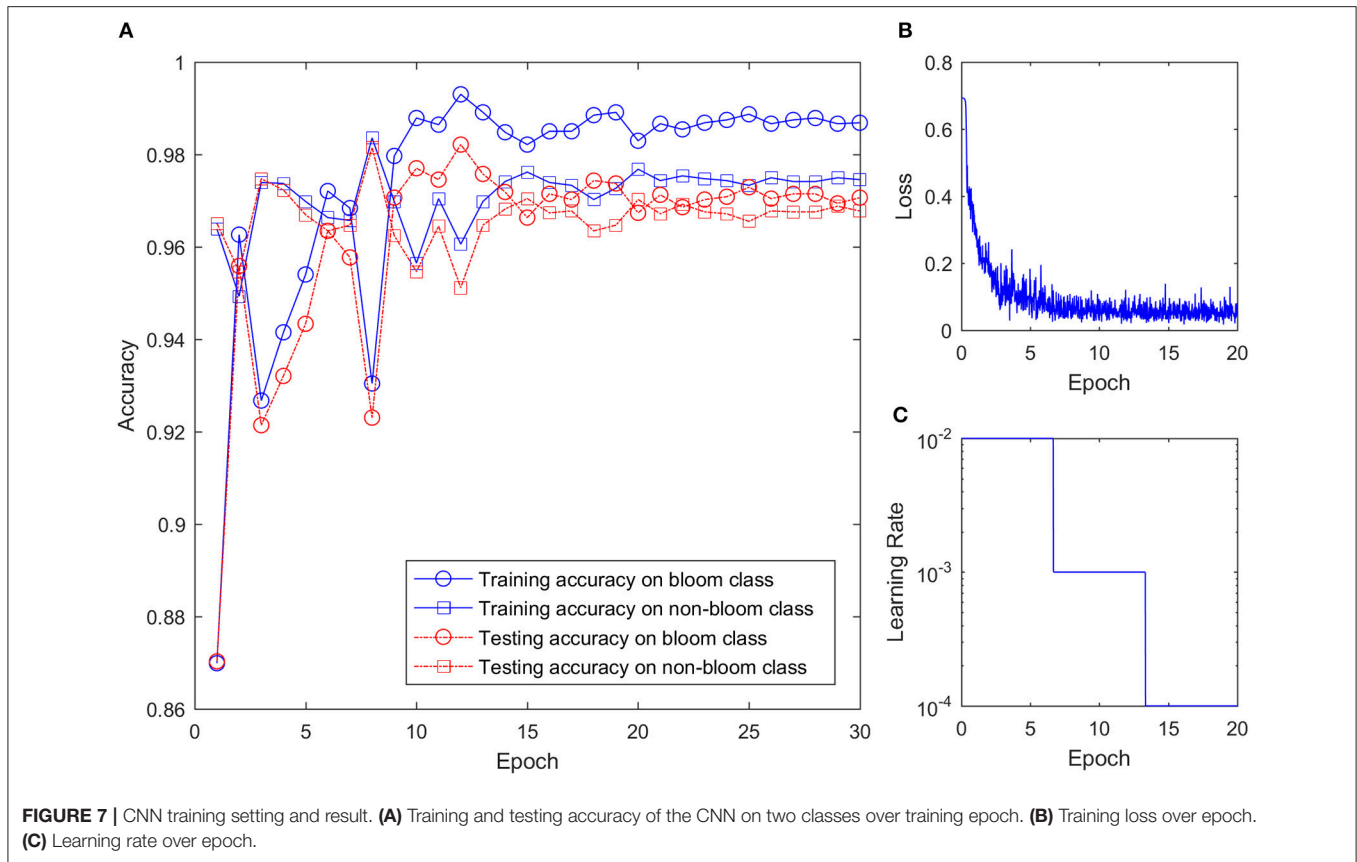 A
1
0.98
0.96
0.94
0.92
0.9
0.88
0.86
Accuracy
0 5 10 15 20 25 30
Epoch
Training accuracy on bloom class
Training accuracy on non-bloom class
Testing accuracy on bloom class
Testing accuracy on non-bloom class
B
0.8
0.6
0.4
0.2
0
Loss
0 5 10 15 20
Epoch
C
10⁻²
10⁻³
10⁻⁴
Learning Rate
0 5 10 15 20
Epoch
FIGURE 7 | CNN training setting and result. (A) Training and testing accuracy of the CNN on two classes over training epoch. (B) Training loss over epoch.
(C) Learning rate over epoch.